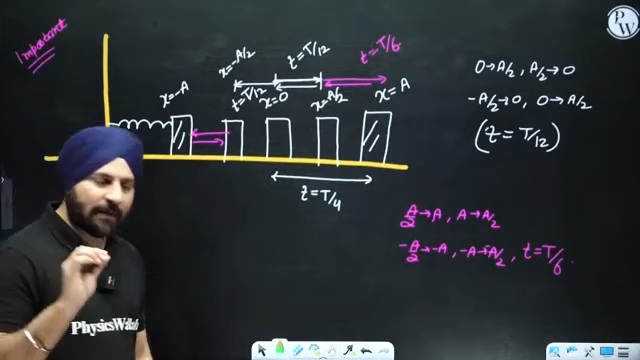 Important
x=-A
x=-A/2
t=T/12
t=T/12
x=0
x=A/2
t=T/6
x=A
t=T/4
0→A/2, A/2→0
-A/2→0, 0→A/2
(t=T/12)
A/2→A, A→A/2
-A/2→-A, -A→-A/2, t=T/6.
PhysicsWallah
PW